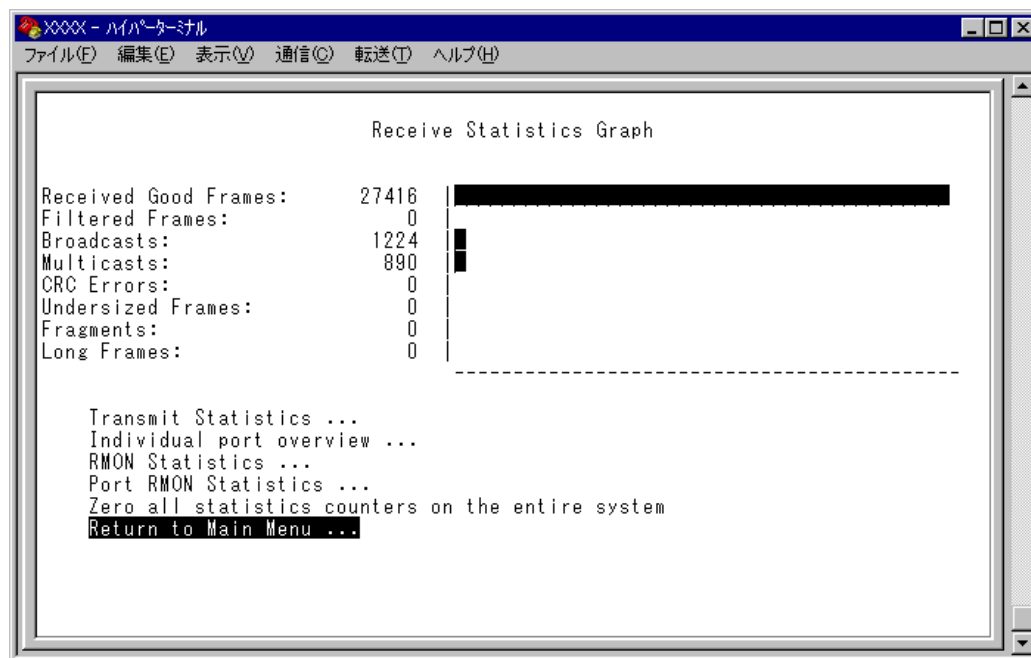 XXXX - ハイパーターミナル
ファイル(F) 編集(E) 表示(V) 通信(C) 転送(T) ヘルプ(H)
Receive Statistics Graph
Received Good Frames: 27416
Filtered Frames: 0
Broadcasts: 1224
Multicasts: 890
CRC Errors: 0
Undersized Frames: 0
Fragments: 0
Long Frames: 0
Transmit Statistics ...
Individual port overview ...
RMON Statistics ...
Port RMON Statistics ...
Zero all statistics counters on the entire system
Return to Main Menu ...